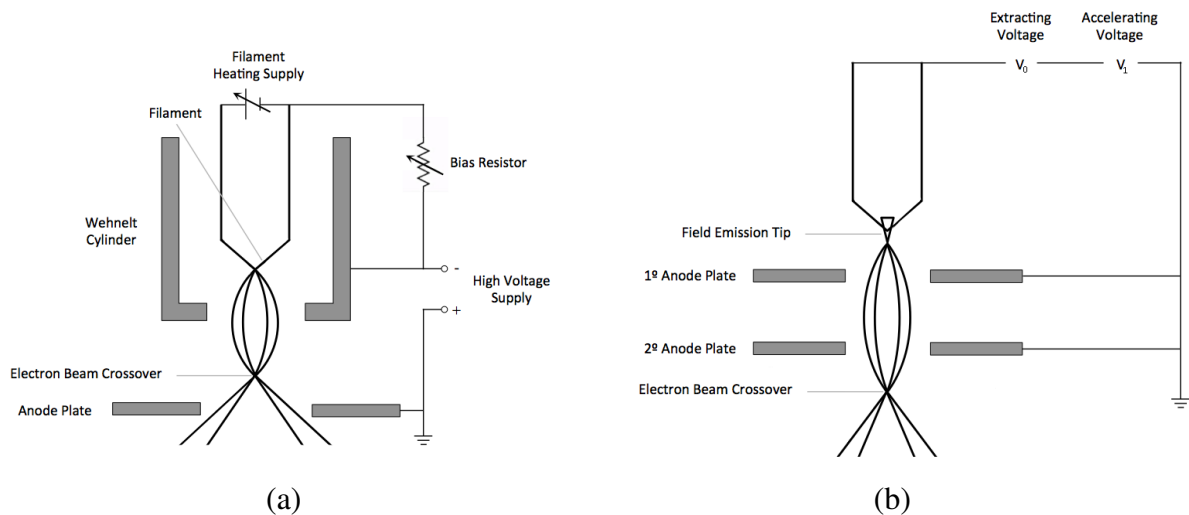 Filament
Heating Supply
Filament
Bias Resistor
Wehnelt
Cylinder
-
High Voltage
Supply
+
Electron Beam Crossover
Anode Plate
(a)
Extracting
Voltage
Accelerating
Voltage
V₀
V₁
Field Emission Tip
1º Anode Plate
2º Anode Plate
Electron Beam Crossover
(b)